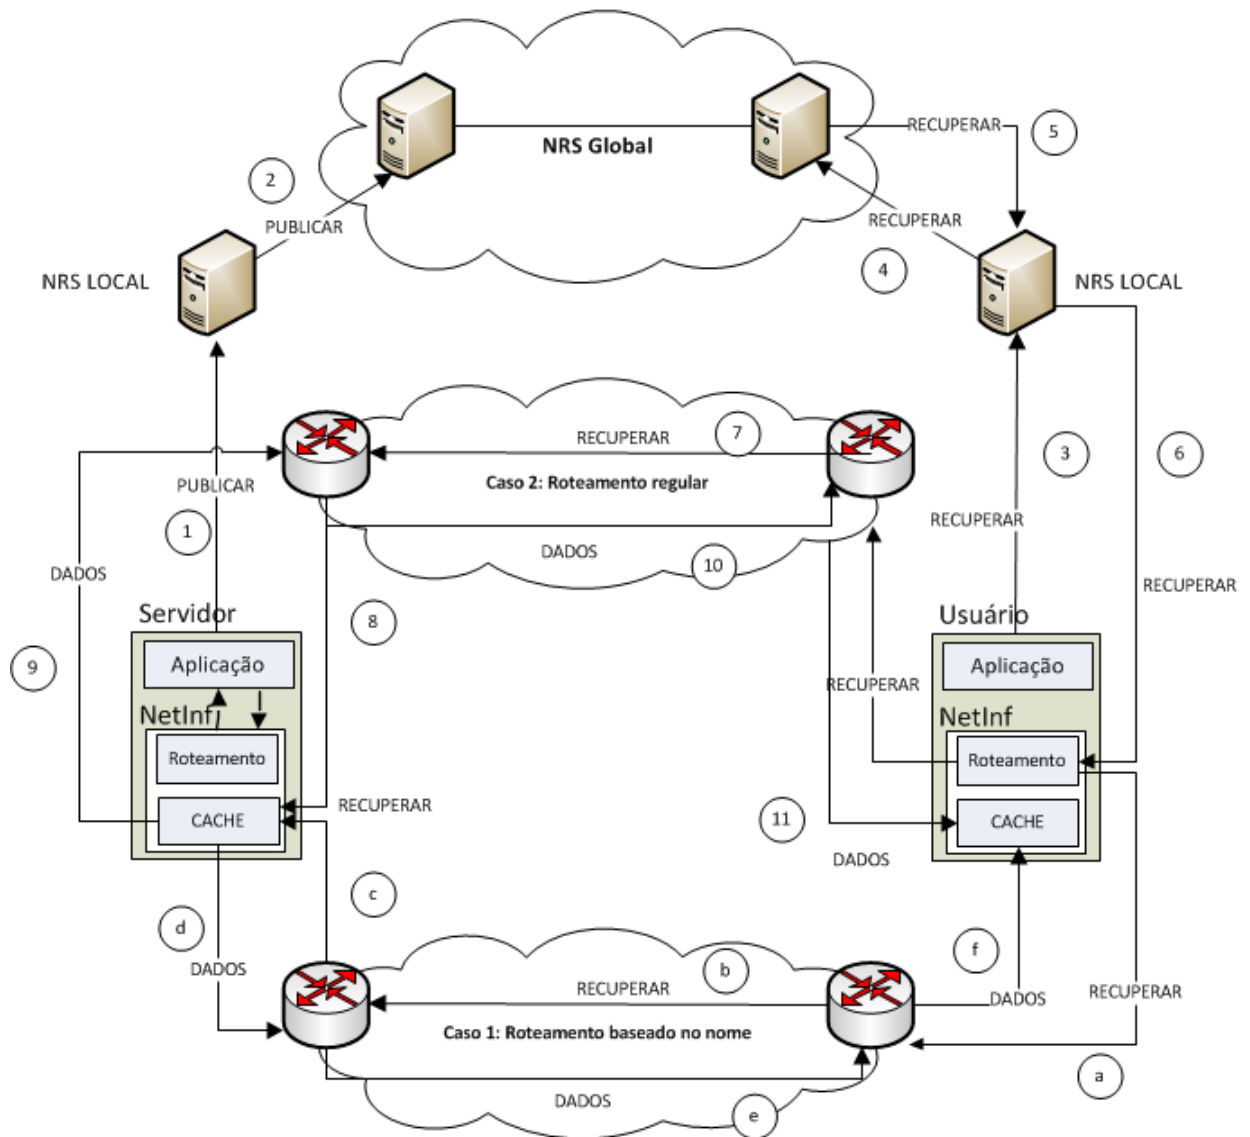 NRS Global
RECUPERAR
5
2
PUBLICAR
RECUPERAR
4
NRS LOCAL
NRS LOCAL
RECUPERAR
7
Caso 2: Roteamento regular
3
6
PUBLICAR
1
RECUPERAR
DADOS
10
DADOS
RECUPERAR
Servidor
8
Usuário
9
Aplicação
Aplicação
RECUPERAR
NetInf
NetInf
Roteamento
Roteamento
RECUPERAR
CACHE
11
CACHE
DADOS
c
d
f
DADOS
b
RECUPERAR
DADOS
RECUPERAR
Caso 1: Roteamento baseado no nome
a
DADOS
e